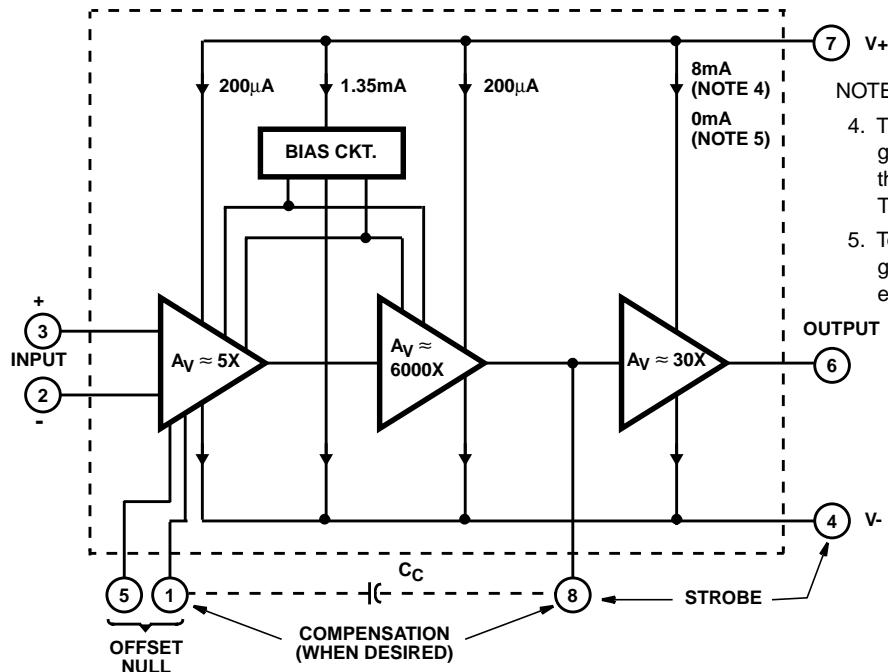 7 V+
200μA
1.35mA
200μA
8mA
(NOTE 4)
0mA
(NOTE 5)
BIAS CKT.
NOTE
4. T
g
th
T
5. To
g
e
+
3
INPUT
2
-
AV ≈ 5X
AV ≈
6000X
AV ≈ 30X
OUTPUT
6
4 V-
5
1
CC
8
STROBE
OFFSET
NULL
COMPENSATION
(WHEN DESIRED)